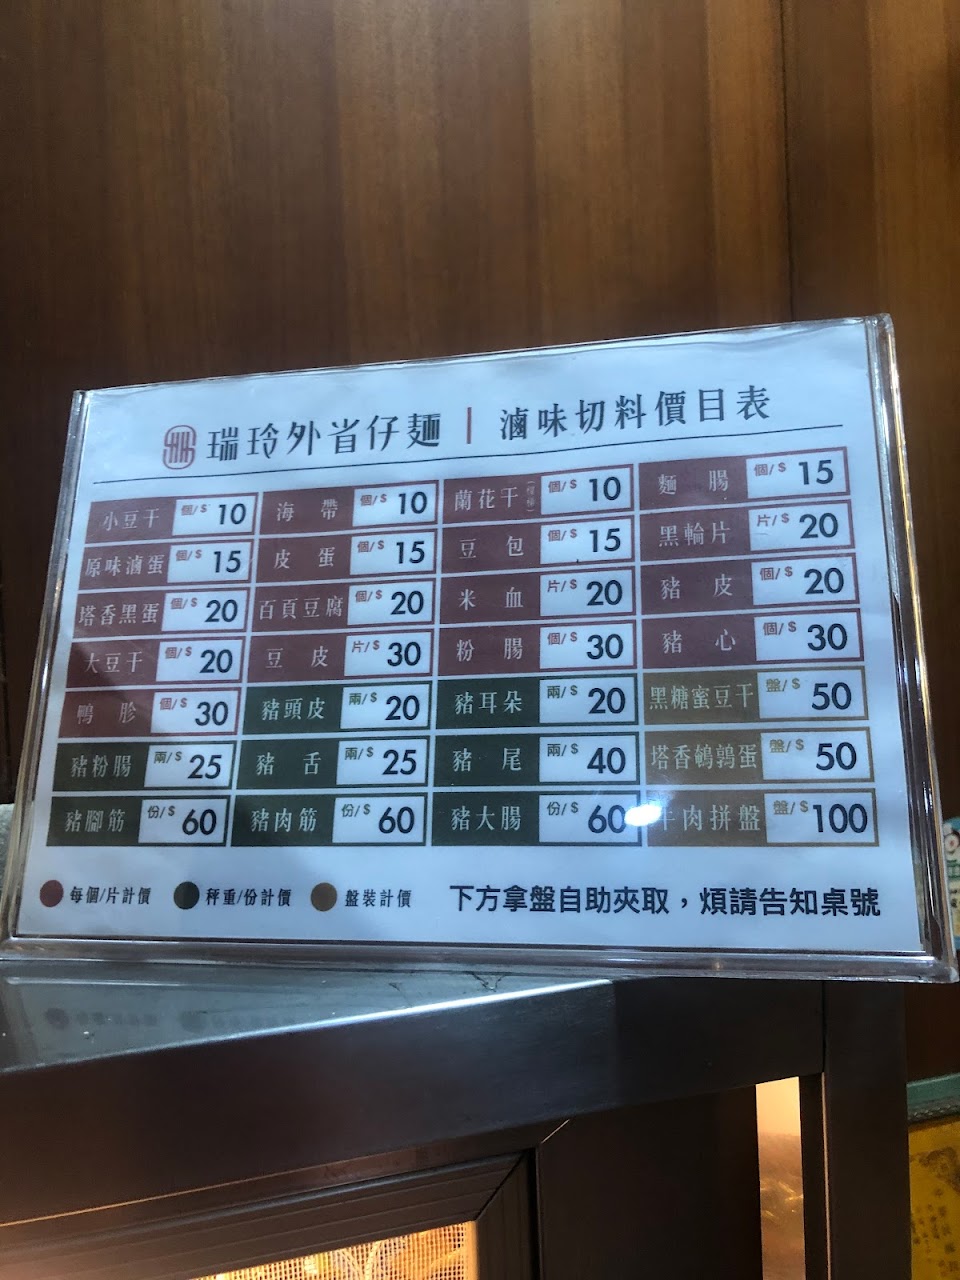 瑞玲外省仔麵 | 滷味切料價目表
小豆干 個/$ 10 海帶 個/$ 10 蘭花干 個/$ 10 麵腸 個/$ 15
原味滷蛋 個/$ 15 皮蛋 個/$ 15 豆包 個/$ 15 黑輪片 片/$ 20
塔香黑蛋 個/$ 20 百頁豆腐 個/$ 20 米血 片/$ 20 豬皮 個/$ 20
大豆干 個/$ 20 豆皮 片/$ 30 粉腸 個/$ 30 豬心 個/$ 30
鴨胗 個/$ 30 豬頭皮 兩/$ 20 豬耳朵 兩/$ 20 黑糖蜜豆干 盤/$ 50
豬粉腸 兩/$ 25 豬舌 兩/$ 25 豬尾 兩/$ 40 塔香鵪鶉蛋 盤/$ 50
豬腳筋 份/$ 60 豬肉筋 份/$ 60 豬大腸 份/$ 60 牛肉拼盤 盤/$ 100
每個/片計價 秤重/份計價 盤裝計價 下方拿盤自助夾取，煩請告知桌號